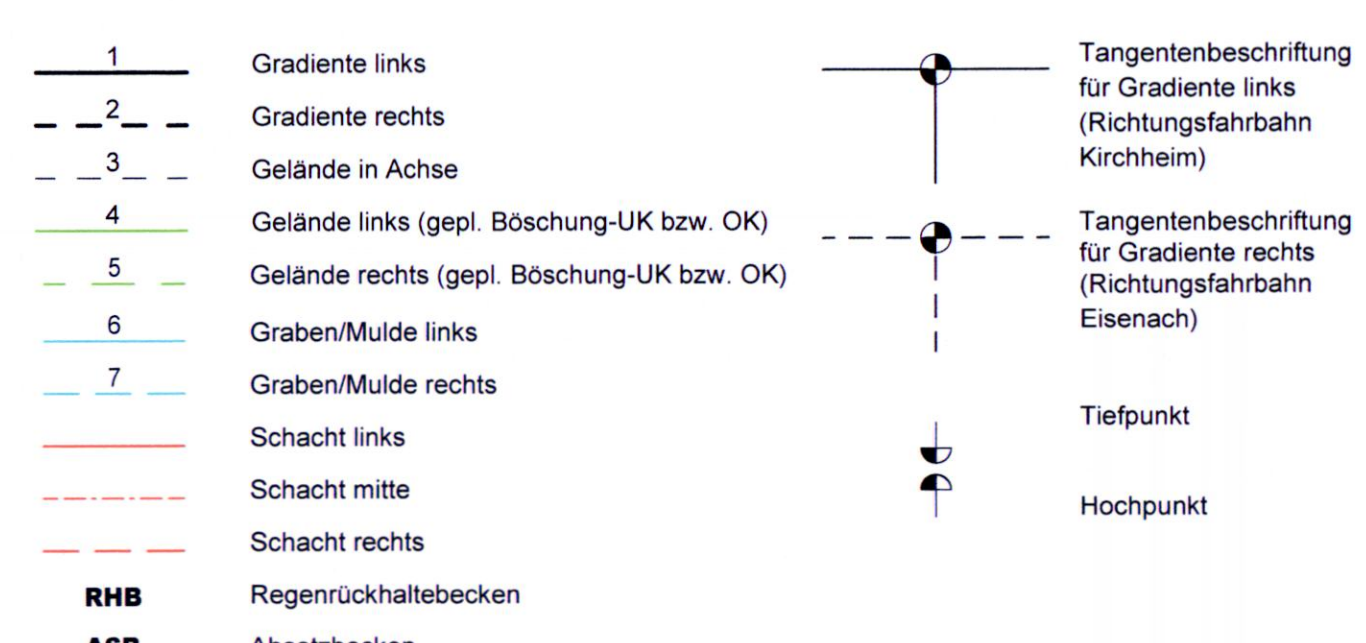 1 Gradiente links
2 Gradiente rechts
3 Gelände in Achse
4 Gelände links (gepl. Böschung-UK bzw. OK)
5 Gelände rechts (gepl. Böschung-UK bzw. OK)
6 Graben/Mulde links
7 Graben/Mulde rechts
Schacht links
Schacht mitte
Schacht rechts
RHB Regenrückhaltebecken
ASB Absetzbecken
Tangentenbeschriftung
für Gradiente links
(Richtungsfahrbahn
Kirchheim)
Tangentenbeschriftung
für Gradiente rechts
(Richtungsfahrbahn
Eisenach)
Tiefpunkt
Hochpunkt